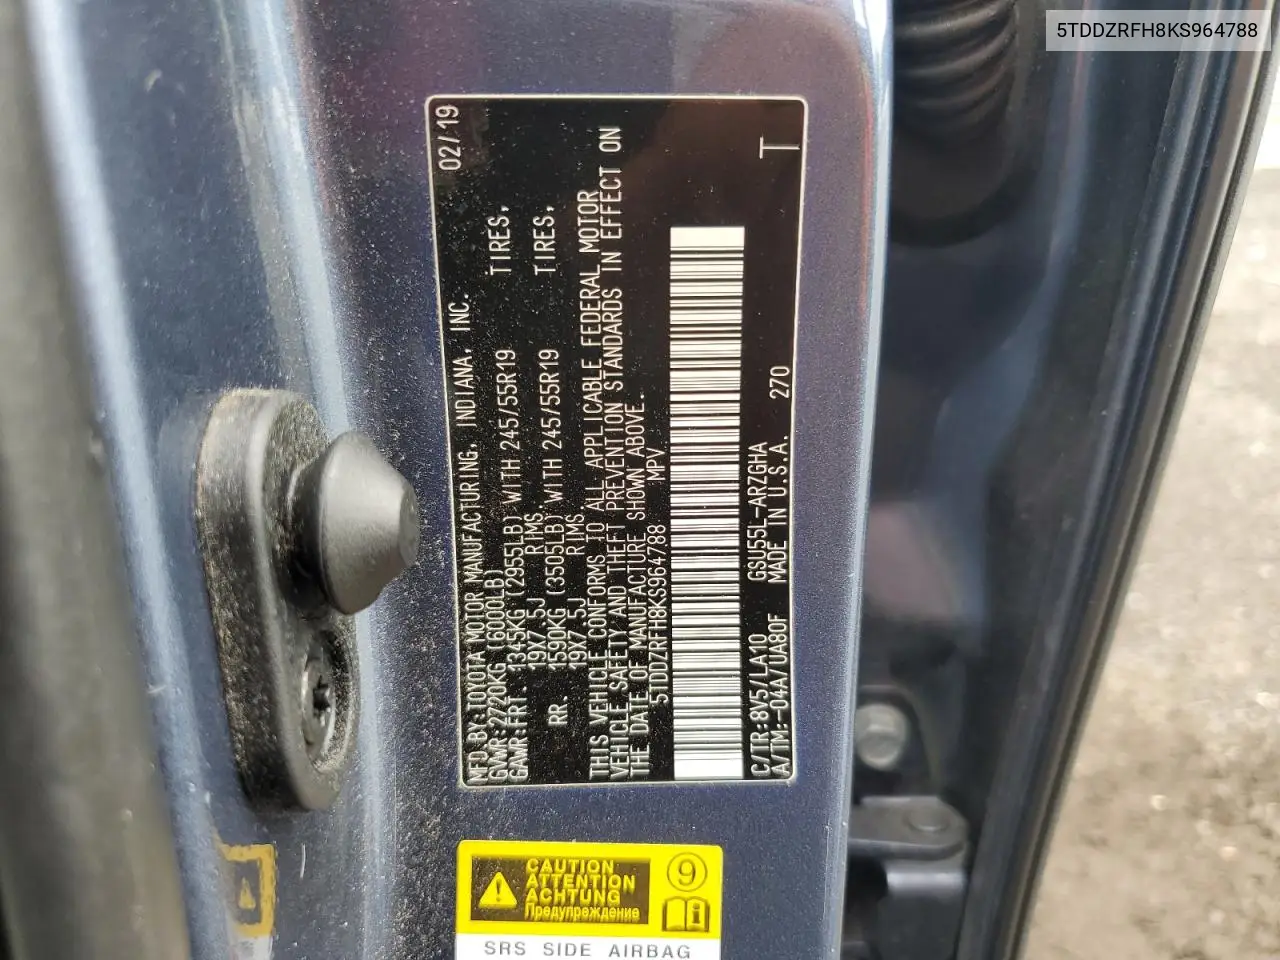 5TDDZRFH8KS964788
02/19
MFD.BY:TOYOTA MOTOR MANUFACTURING, INDIANA, INC.
GVWR:2720KG (6000LB)
GAWR:FRT. 1345KG (2955LB) WITH 245/55R19 TIRES,
19X7.5J RIMS,
RR. 1590KG (3505LB) WITH 245/55R19 TIRES,
19X7.5J RIMS
THIS VEHICLE CONFORMS TO ALL APPLICABLE FEDERAL MOTOR
VEHICLE SAFETY AND THEFT PREVENTION STANDARDS IN EFFECT ON
THE DATE OF MANUFACTURE SHOWN ABOVE.
5TDDZRFH8KS964788 MPV
C/TR:8V5/LA10 GSU55L-ARZGHA
A/TM:-04A/UA80F MADE IN U.S.A. 270
T
CAUTION
ATTENTION
ACHTUNG
Предупреждение
9
SRS SIDE AIRBAG